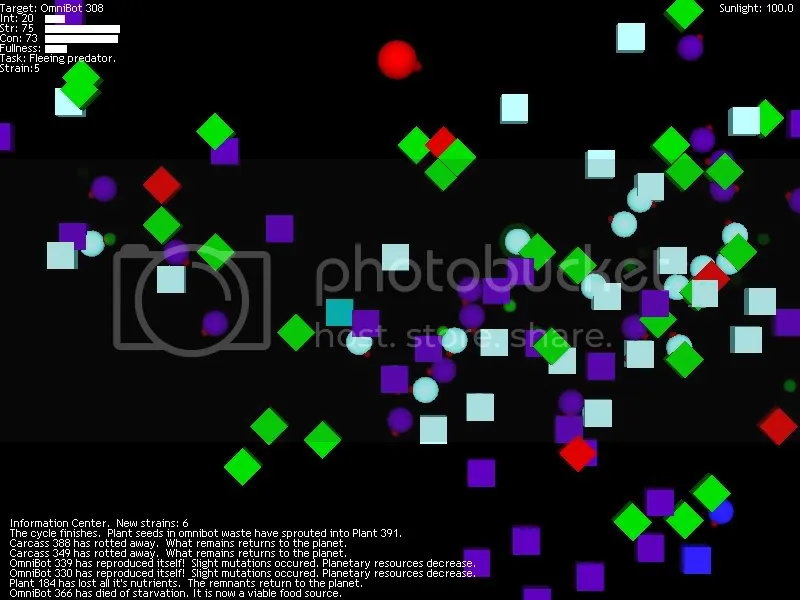 Target: OmniBot 308
Int: 20
Str: 75
Con: 73
Fullness:
Task: Fleeing predator.
Strain:5
Sunlight: 100.0
photobucket
host. store. share.
Information Center. New strains: 6
The cycle finishes. Plant seeds in omnibot waste have sprouted into Plant 391.
Carcass 388 has rotted away. What remains returns to the planet.
Carcass 349 has rotted away. What remains returns to the planet.
OmniBot 339 has reproduced itself! Slight mutations occured. Planetary resources decrease.
OmniBot 330 has reproduced itself! Slight mutations occured. Planetary resources decrease.
Plant 184 has lost all it's nutrients. The remnants return to the planet.
OmniBot 366 has died of starvation. It is now a viable food source.